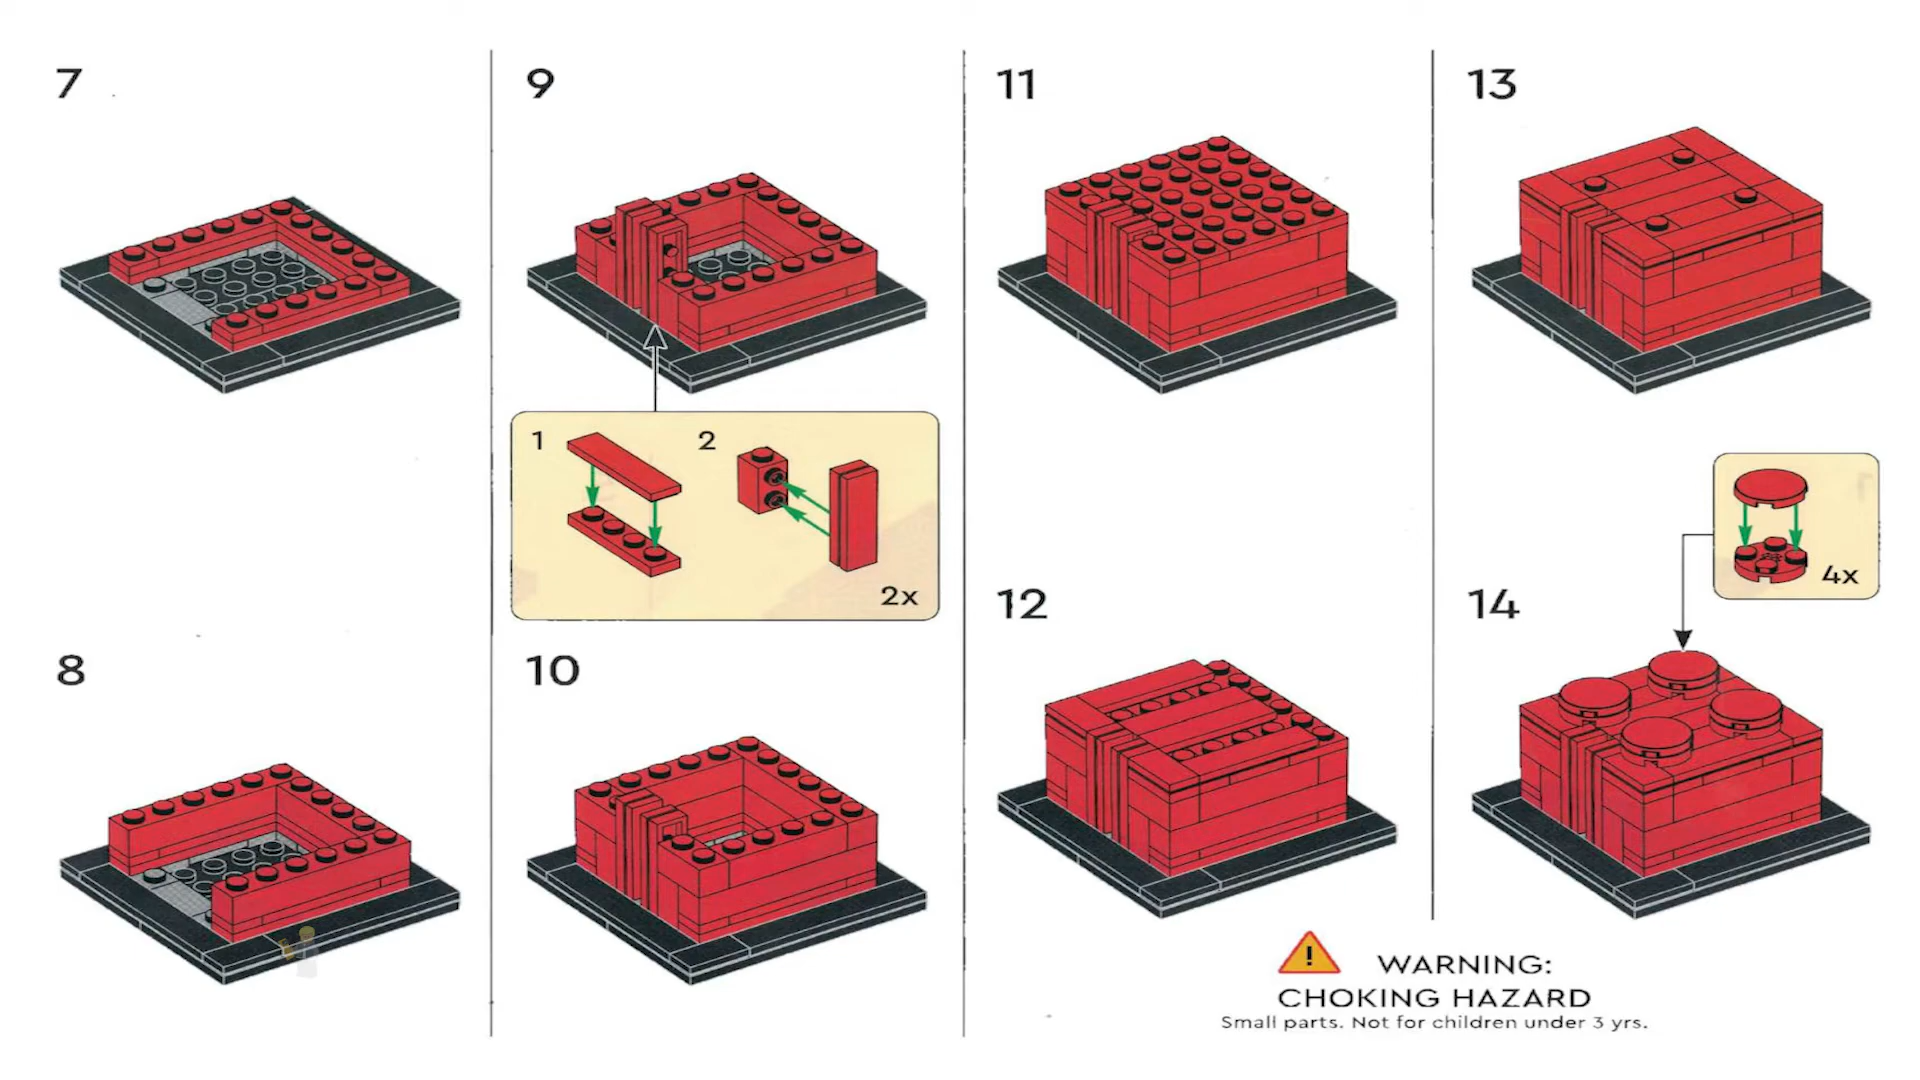 7
8
9
1
2
2x
10
11
12
13
4x
14
!
WARNING:
CHOKING HAZARD
Small parts. Not for children under 3 yrs.